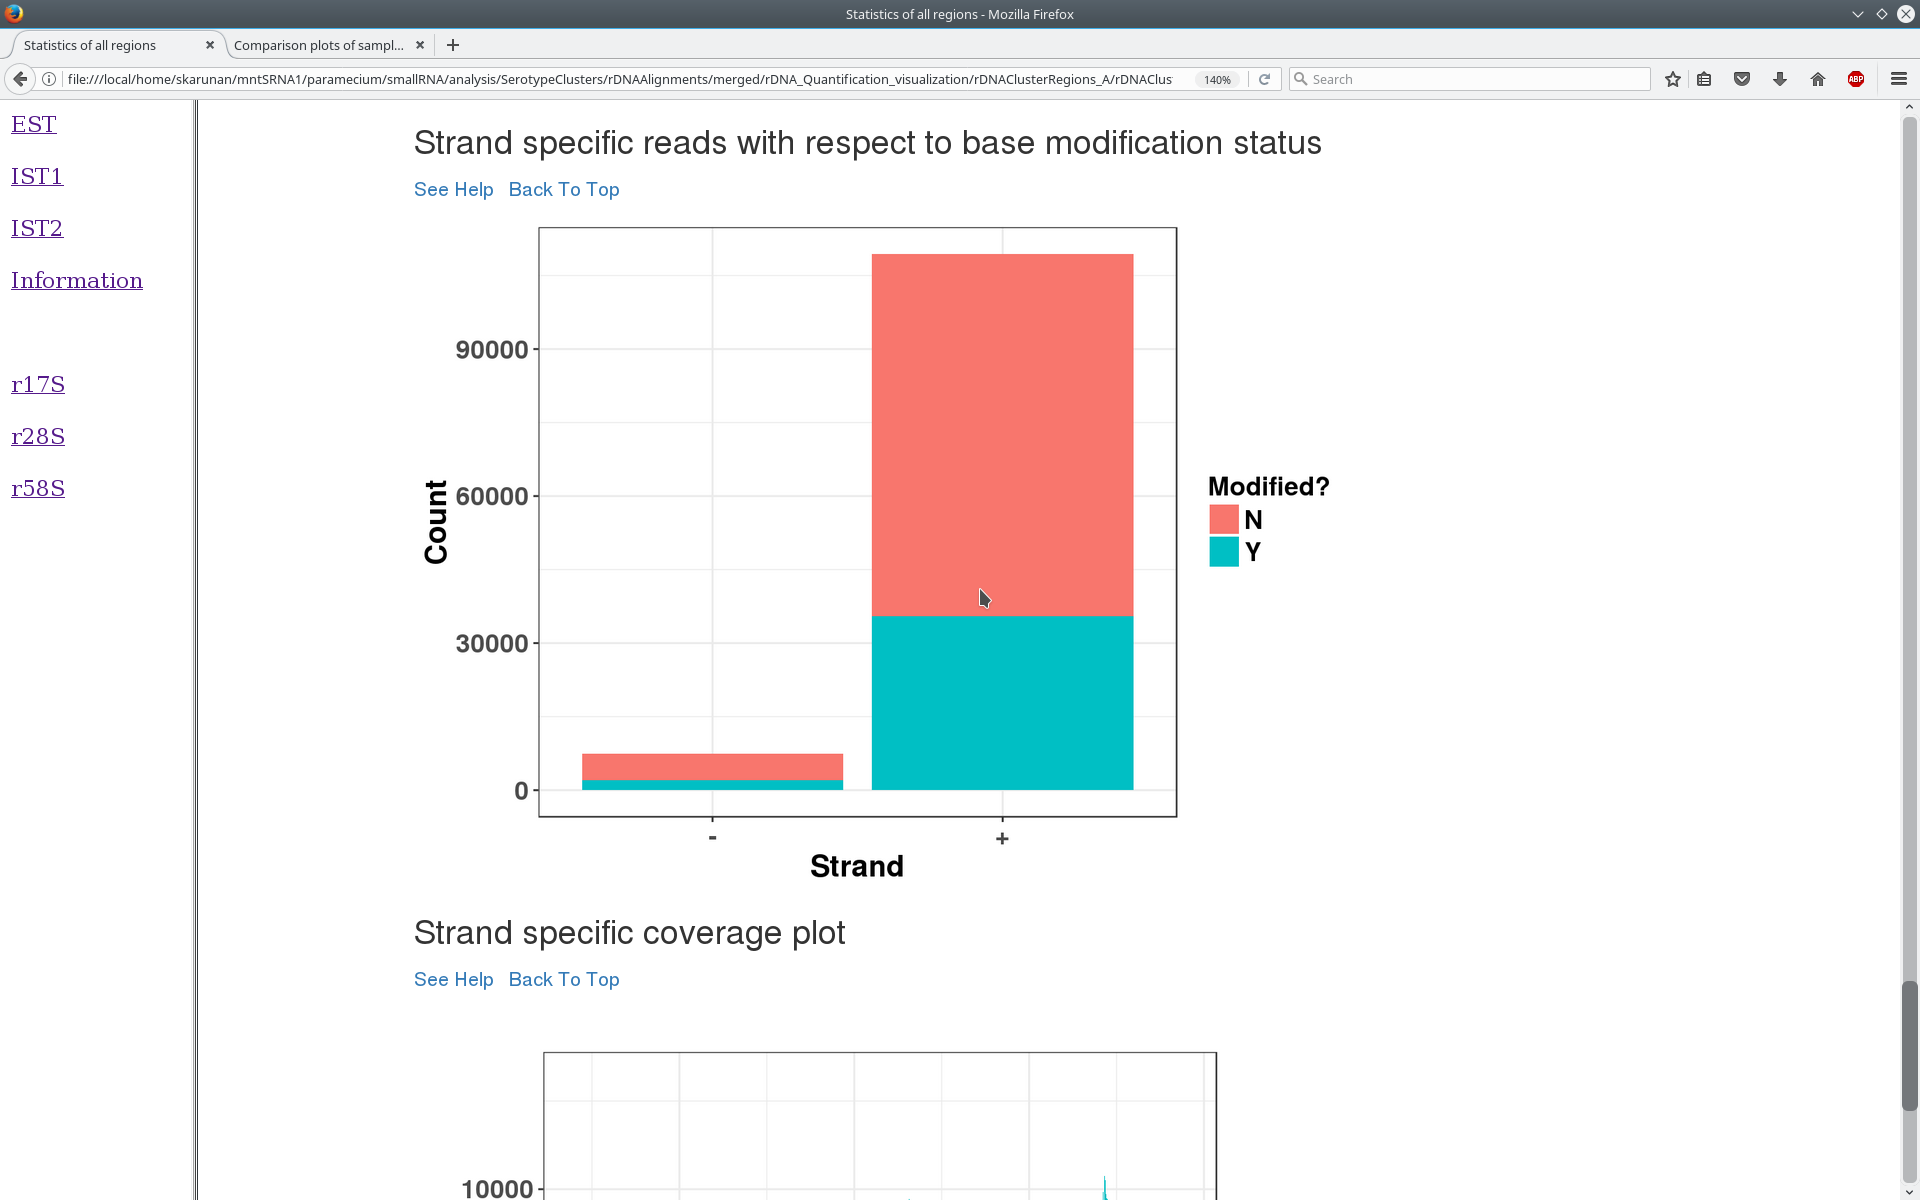 Statistics of all regions - Mozilla Firefox
Statistics of all regions
Comparison plots of sampl...
file:///local/home/skarunan/mntSRNA1/paramecium/smallRNA/analysis/SerotypeClusters/rDNAAlignments/merged/rDNA_Quantification_visualization/rDNAClusterRegions_A/rDNAClus
140%
Search
ABP
EST
IST1
IST2
Information
r17S
r28S
r58S
Strand specific reads with respect to base modification status
See Help Back To Top
90000
60000
30000
0
Count
-
+
Strand
Modified?
N
Y
Strand specific coverage plot
See Help Back To Top
10000